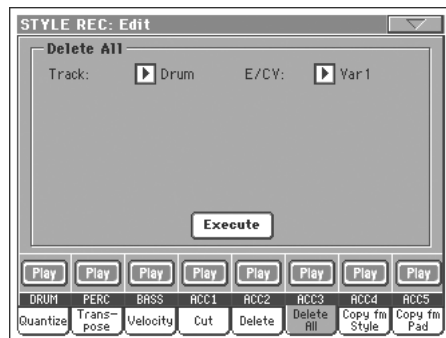 STYLE REC: Edit
Delete All
Track: Drum E/CV: Var1
Execute
Play Play Play Play Play Play Play Play
DRUM PERC BASS ACC1 ACC2 ACC3 ACC4 ACC5
Quantize Trans-pose Velocity Cut Delete Delete All Copy fm Style Copy fm Pad